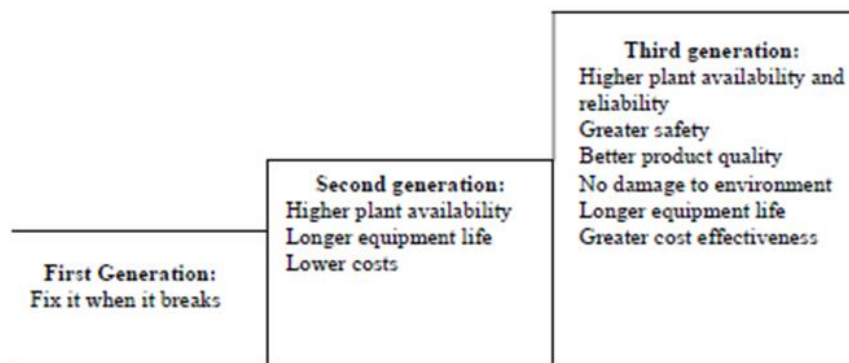 First Generation:
Fix it when it breaks
Second generation:
Higher plant availability
Longer equipment life
Lower costs
Third generation:
Higher plant availability and
reliability
Greater safety
Better product quality
No damage to environment
Longer equipment life
Greater cost effectiveness